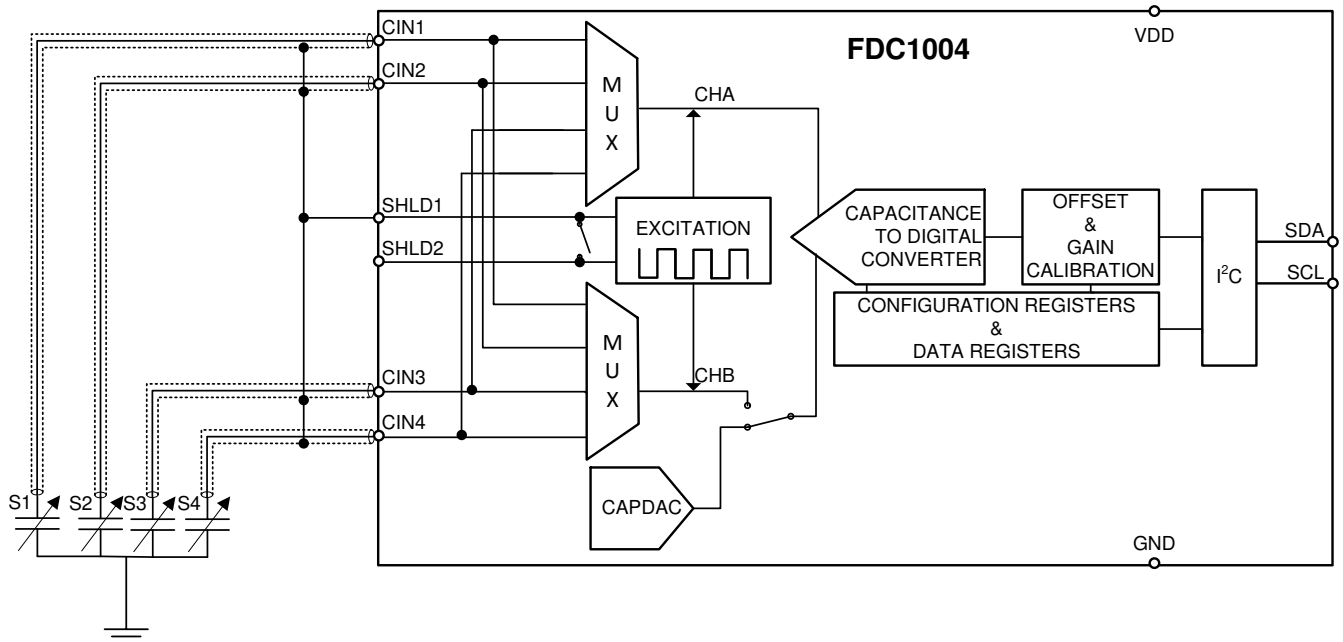 CIN1
FDC1004
VDD
CIN2
M
U
X
CHA
SHLD1
SHLD2
EXCITATION
CAPACITANCE
TO DIGITAL
CONVERTER
OFFSET
&
GAIN
CALIBRATION
I²C
SDA
SCL
CONFIGURATION REGISTERS
&
DATA REGISTERS
M
U
X
CHB
CIN3
CIN4
S1
S2
S3
S4
CAPDAC
GND